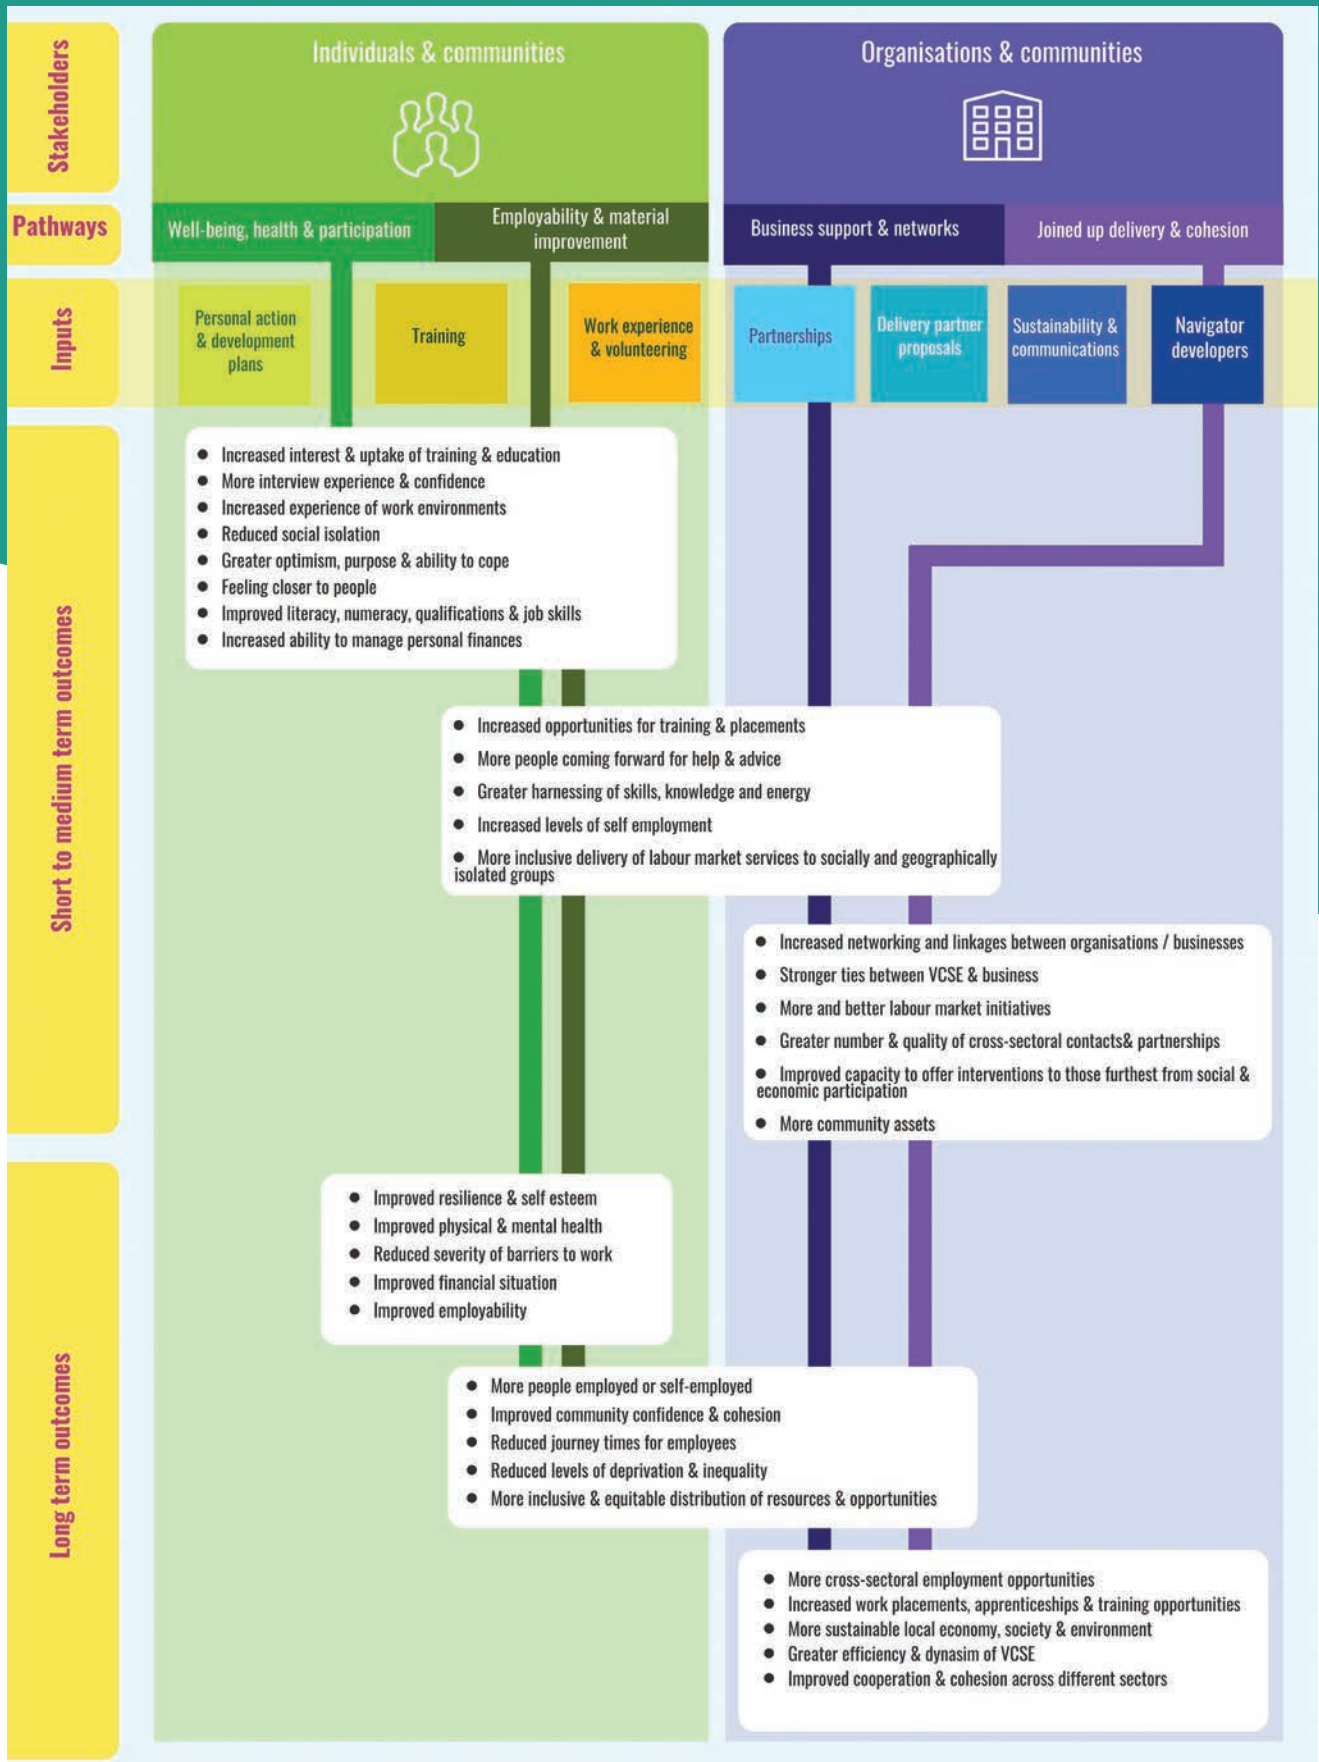 Stakeholders
Individuals & communities
Organisations & communities
Pathways
Well-being, health & participation
Employability & material
improvement
Business support & networks
Joined up delivery & cohesion
Inputs
Personal action
& development
plans
Training
Work experience
& volunteering
Partnerships
Delivery partner
proposals
Sustainability &
communications
Navigator
developers
Short to medium term outcomes
● Increased interest & uptake of training & education
● More interview experience & confidence
● Increased experience of work environments
● Reduced social isolation
● Greater optimism, purpose & ability to cope
● Feeling closer to people
● Improved literacy, numeracy, qualifications & job skills
● Increased ability to manage personal finances
● Increased opportunities for training & placements
● More people coming forward for help & advice
● Greater harnessing of skills, knowledge and energy
● Increased levels of self employment
● More inclusive delivery of labour market services to socially and geographically
isolated groups
● Increased networking and linkages between organisations / businesses
● Stronger ties between VCSE & business
● More and better labour market initiatives
● Greater number & quality of cross-sectoral contacts& partnerships
● Improved capacity to offer interventions to those furthest from social &
economic participation
● More community assets
Long term outcomes
● Improved resilience & self esteem
● Improved physical & mental health
● Reduced severity of barriers to work
● Improved financial situation
● Improved employability
● More people employed or self-employed
● Improved community confidence & cohesion
● Reduced journey times for employees
● Reduced levels of deprivation & inequality
● More inclusive & equitable distribution of resources & opportunities
● More cross-sectoral employment opportunities
● Increased work placements, apprenticeships & training opportunities
● More sustainable local economy, society & environment
● Greater efficiency & dynasim of VCSE
● Improved cooperation & cohesion across different sectors